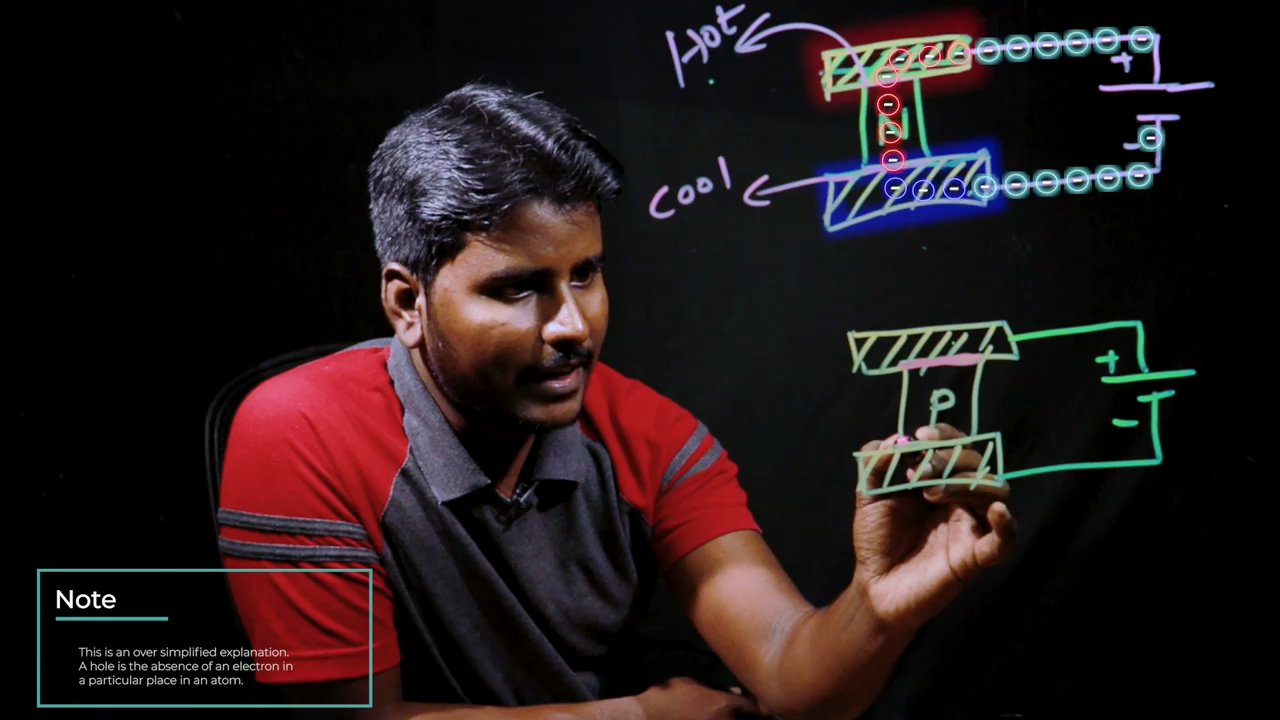 Hot
+
N
-
cool
+
P
-
Note
This is an over simplified explanation.
A hole is the absence of an electron in
a particular place in an atom.